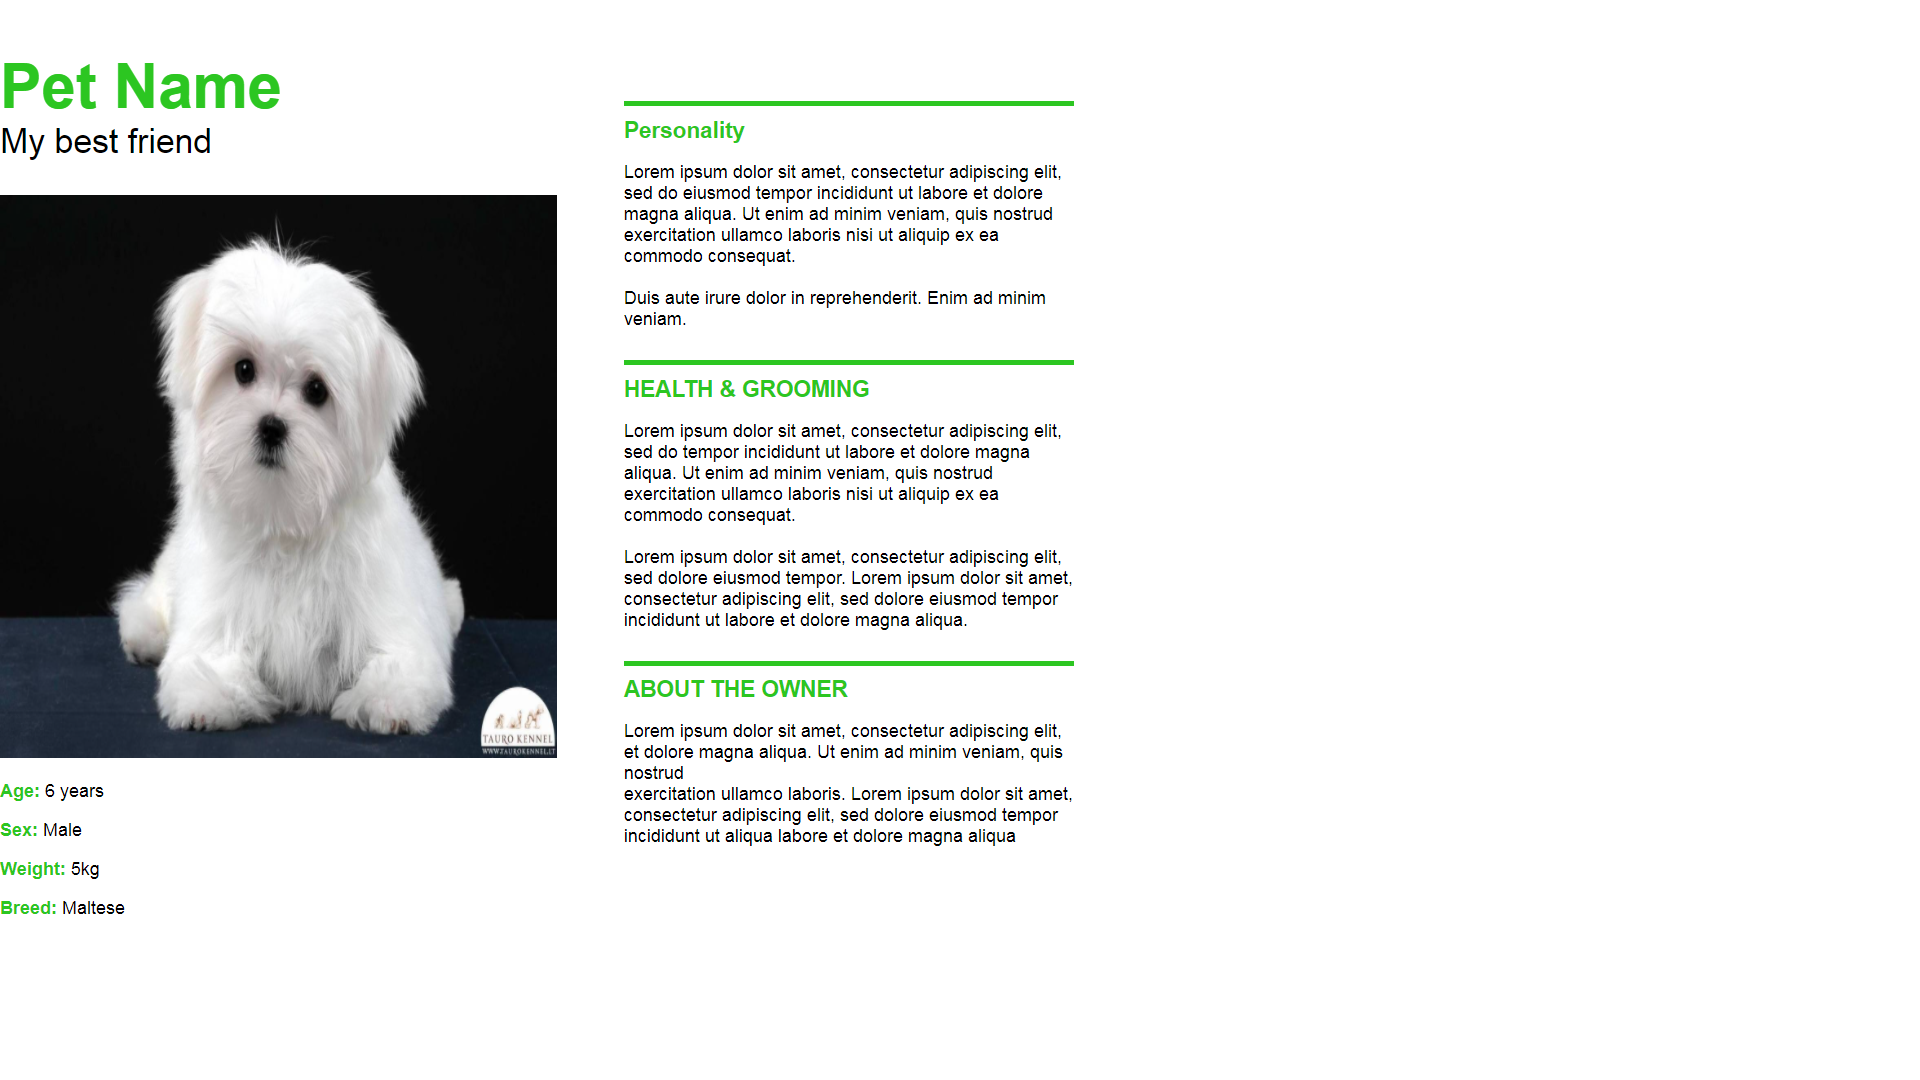 Pet Name
My best friend
TAURO KENNEL
WWW.TAUROKENNEL.LT
Age: 6 years
Sex: Male
Weight: 5kg
Breed: Maltese
Personality
Lorem ipsum dolor sit amet, consectetur adipiscing elit,
sed do eiusmod tempor incididunt ut labore et dolore
magna aliqua. Ut enim ad minim veniam, quis nostrud
exercitation ullamco laboris nisi ut aliquip ex ea
commodo consequat.
Duis aute irure dolor in reprehenderit. Enim ad minim
veniam.
HEALTH & GROOMING
Lorem ipsum dolor sit amet, consectetur adipiscing elit,
sed do tempor incididunt ut labore et dolore magna
aliqua. Ut enim ad minim veniam, quis nostrud
exercitation ullamco laboris nisi ut aliquip ex ea
commodo consequat.
Lorem ipsum dolor sit amet, consectetur adipiscing elit,
sed dolore eiusmod tempor. Lorem ipsum dolor sit amet,
consectetur adipiscing elit, sed dolore eiusmod tempor
incididunt ut labore et dolore magna aliqua.
ABOUT THE OWNER
Lorem ipsum dolor sit amet, consectetur adipiscing elit,
et dolore magna aliqua. Ut enim ad minim veniam, quis
nostrud
exercitation ullamco laboris. Lorem ipsum dolor sit amet,
consectetur adipiscing elit, sed dolore eiusmod tempor
incididunt ut aliqua labore et dolore magna aliqua